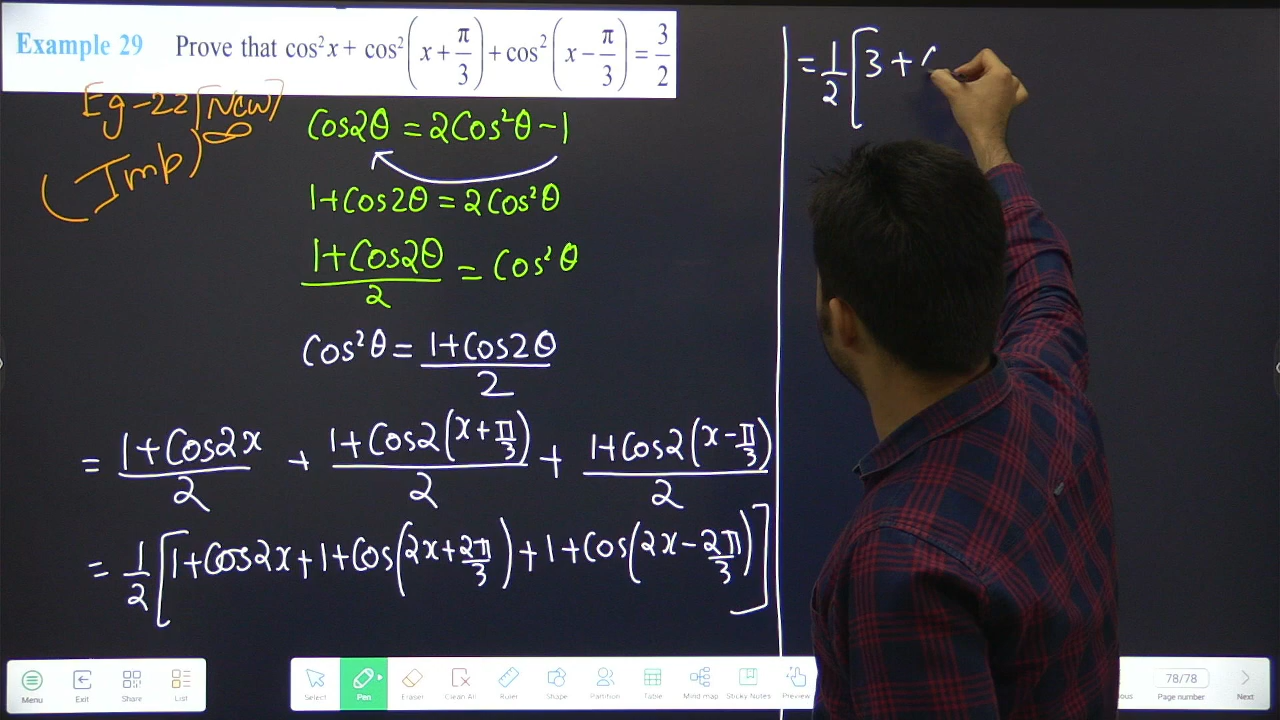 Example 29 Prove that cos²x + cos²(x + π/3) + cos²(x − π/3) = 3/2
Eg-22 [New]
(Imp)∞
Cos2θ = 2Cos²θ − 1
1+Cos2θ = 2Cos²θ
1+Cos2θ/2 = Cos²θ
Cos²θ = 1+Cos2θ/2
= 1+Cos2x/2 + 1+Cos2(x+π/3)/2 + 1+Cos2(x−π/3)/2
= 1/2[1+Cos2x+1+Cos(2x+2π/3)+1+Cos(2x−2π/3)]
= 1/2[3+
Menu
Exit
Share
List
Select
Pen
Eraser
Clean All
Ruler
Shape
Partition
Table
Mind map
Sticky Notes
Preview
ous
78/78
Page number
Next